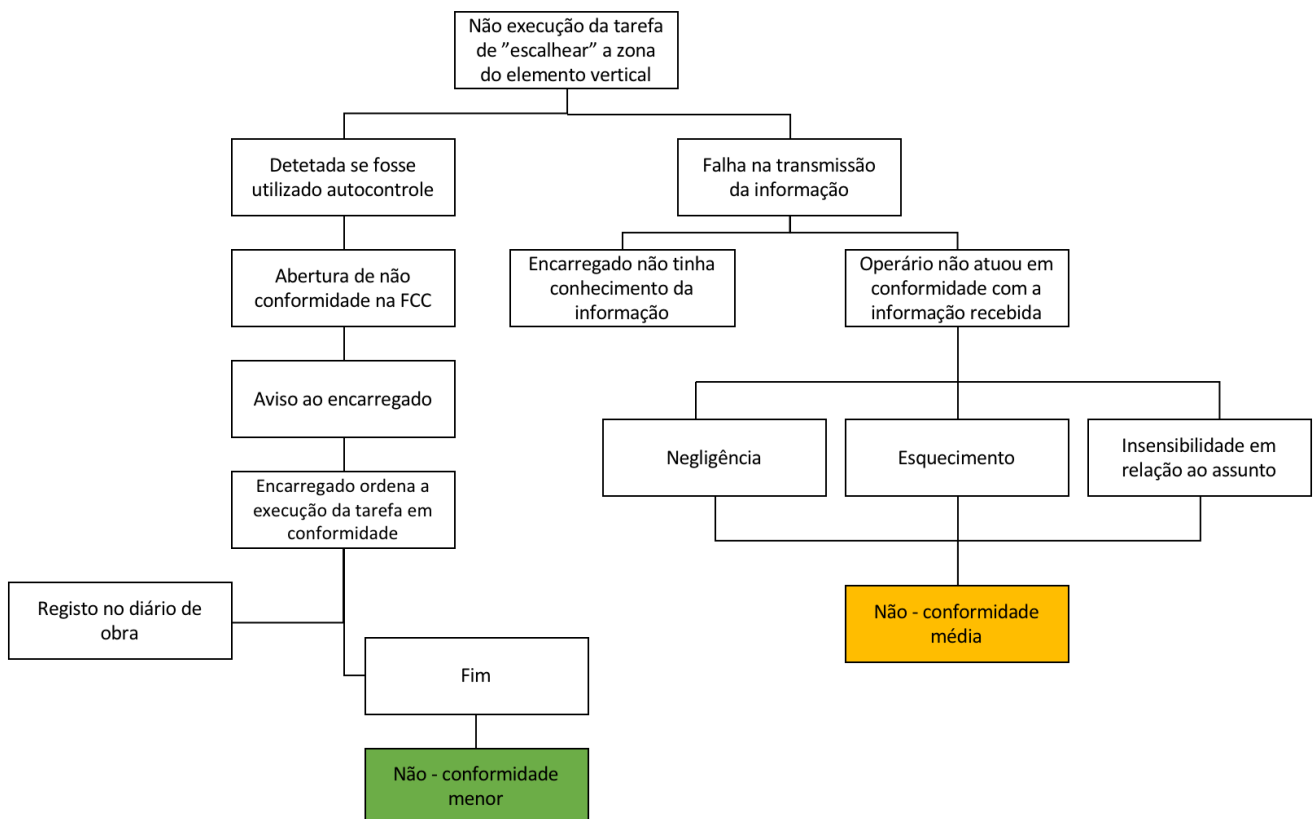 Não execução da tarefa
de ”escalhear” a zona
do elemento vertical
Detetada se fosse
utilizado autocontrole
Falha na transmissão
da informação
Abertura de não
conformidade na FCC
Encarregado não tinha
conhecimento da
informação
Operário não atuou em
conformidade com a
informação recebida
Aviso ao encarregado
Negligência
Esquecimento
Insensibilidade em
relação ao assunto
Encarregado ordena a
execução da tarefa em
conformidade
Registo no diário de
obra
Não - conformidade
média
Fim
Não - conformidade
menor